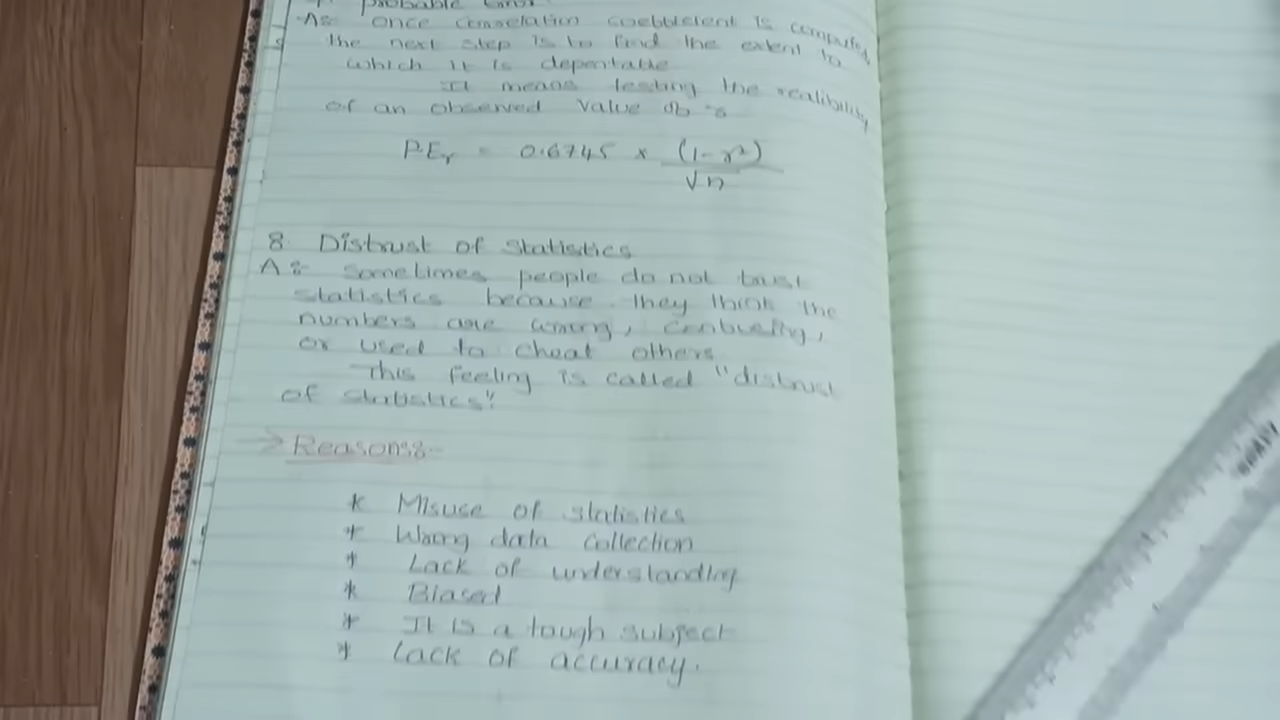 probable Error
A:- Once Correlation coefficient is computed,
the next step is to find the extent to
which it is dependable
It means testing the realibility
of an observed value of r
P.Er = 0.6745 × (1-r²)
√n
8. Distrust of Statistics
A:- Sometimes people do not trust
statistics because they think the
numbers are wrong, confusing,
or used to cheat others
This feeling is called "distrust
of statistics".
> Reasons:-
* Misuse of statistics
* Wrong data collection
* Lack of understanding
* Biased
* It is a tough subject
* Lack of accuracy.